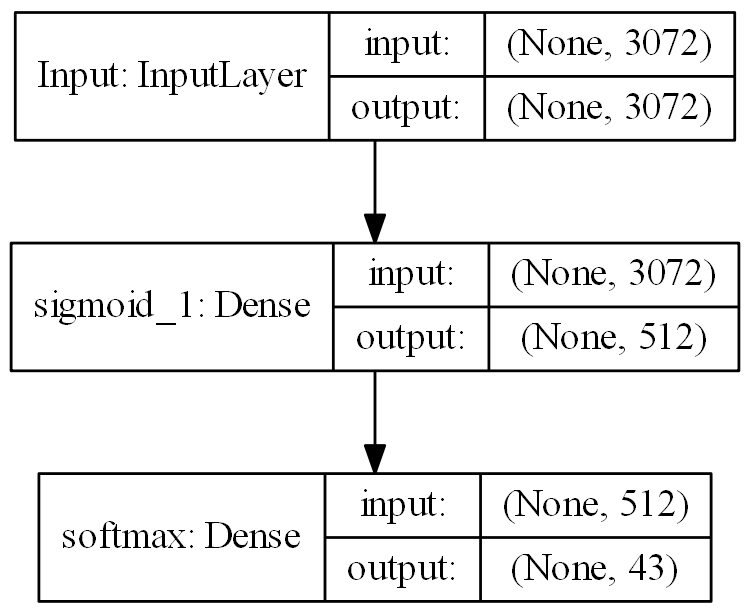 Input: InputLayer
input:
(None, 3072)
output:
(None, 3072)
sigmoid_1: Dense
input:
(None, 3072)
output:
(None, 512)
softmax: Dense
input:
(None, 512)
output:
(None, 43)